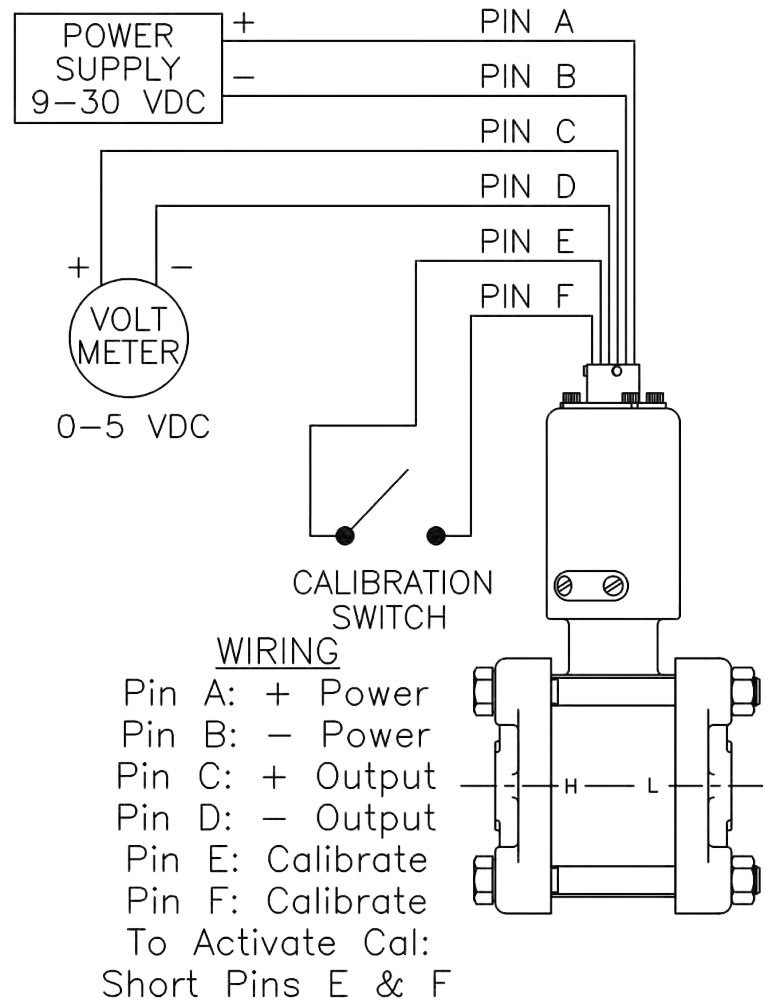 POWER
SUPPLY
9–30 VDC
+
–
PIN A
PIN B
PIN C
PIN D
PIN E
PIN F
+
–
VOLT
METER
0–5 VDC
CALIBRATION
SWITCH
WIRING
Pin A: + Power
Pin B: – Power
Pin C: + Output
Pin D: – Output
Pin E: Calibrate
Pin F: Calibrate
To Activate Cal:
Short Pins E & F
H
L